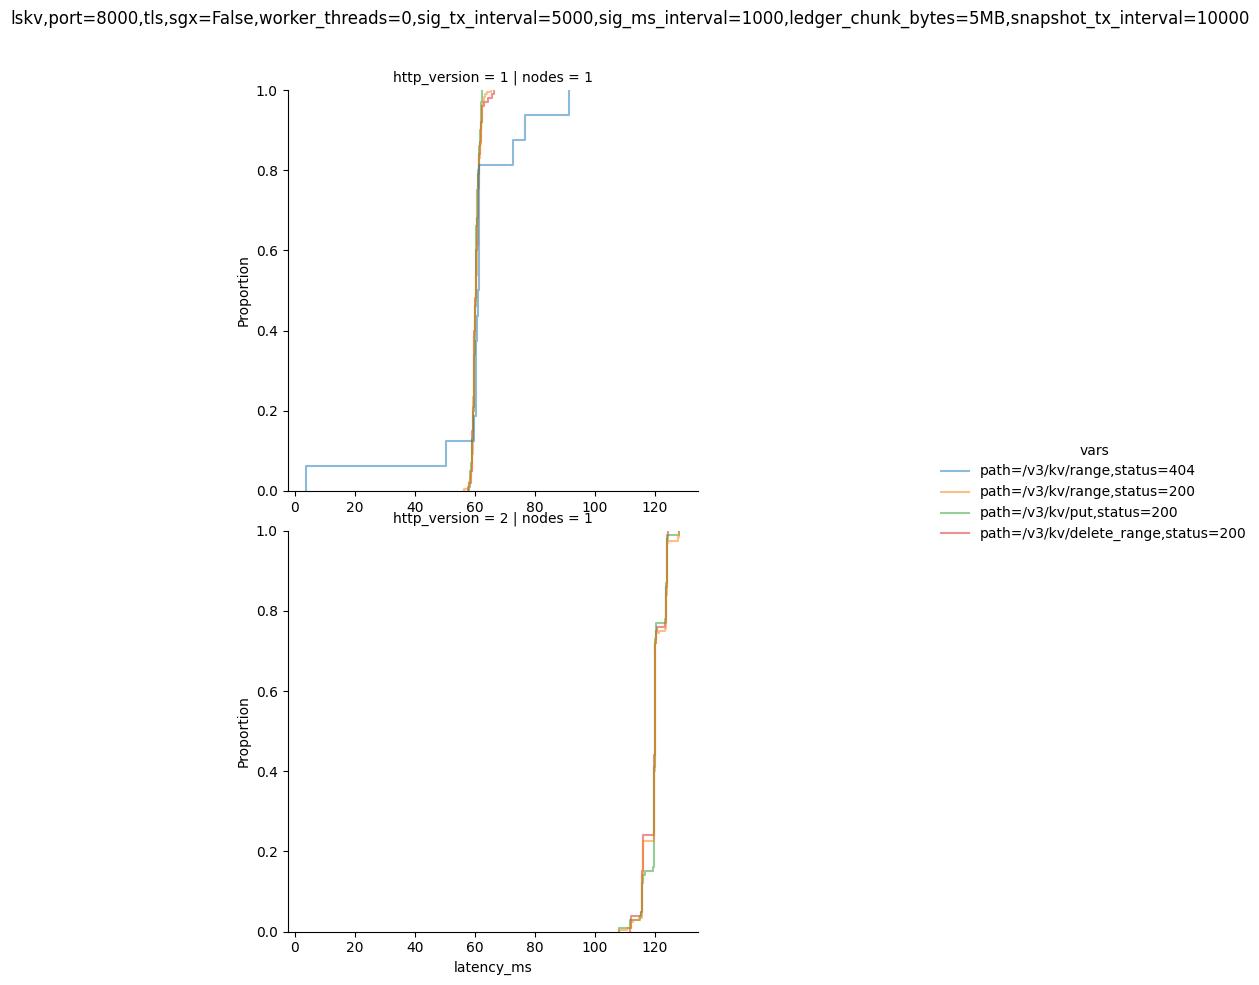 lskv,port=8000,tls,sgx=False,worker_threads=0,sig_tx_interval=5000,sig_ms_interval=1000,ledger_chunk_bytes=5MB,snapshot_tx_interval=10000
http_version = 1 | nodes = 1
1.0
0.8
0.6
0.4
0.2
0.0
Proportion
0 20 40 60 80 100 120
http_version = 2 | nodes = 1
1.0
0.8
0.6
0.4
0.2
0.0
Proportion
0 20 40 60 80 100 120
latency_ms
vars
path=/v3/kv/range,status=404
path=/v3/kv/range,status=200
path=/v3/kv/put,status=200
path=/v3/kv/delete_range,status=200